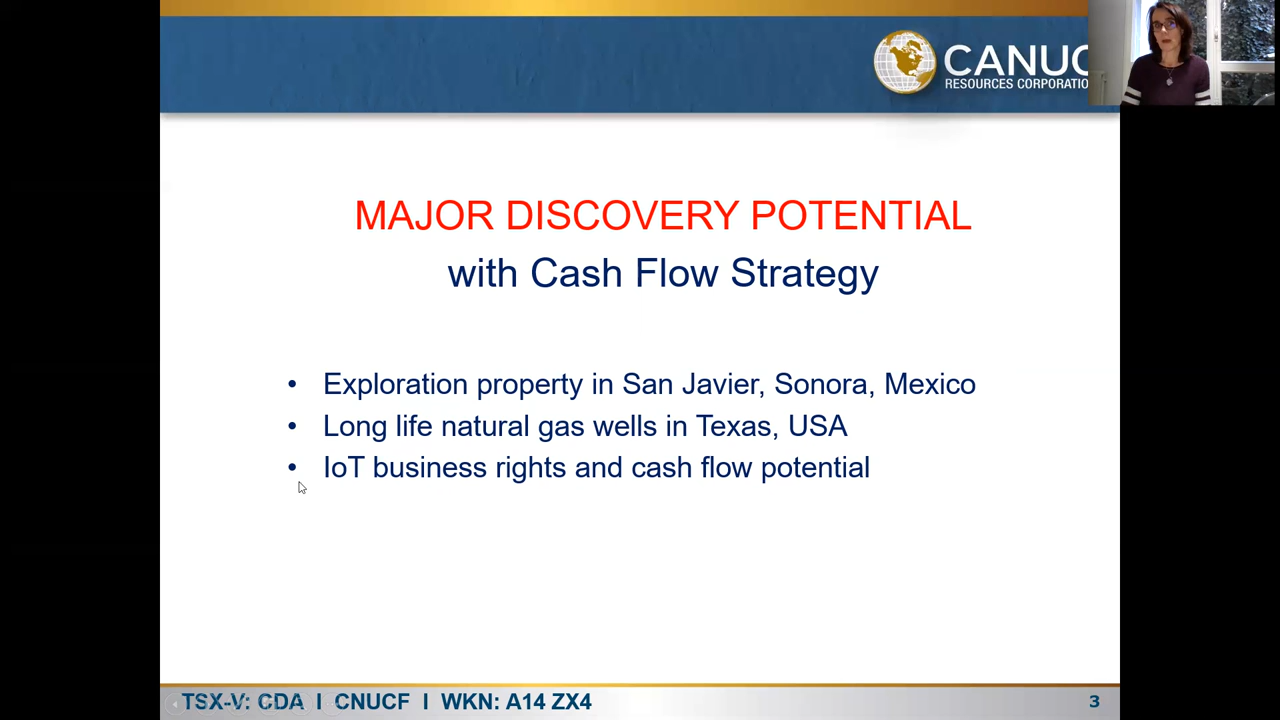 CANUC
RESOURCES CORPORATIO
MAJOR DISCOVERY POTENTIAL
with Cash Flow Strategy
• Exploration property in San Javier, Sonora, Mexico
• Long life natural gas wells in Texas, USA
• IoT business rights and cash flow potential
TSX-V: CDA I CNUCF I WKN: A14 ZX4
3